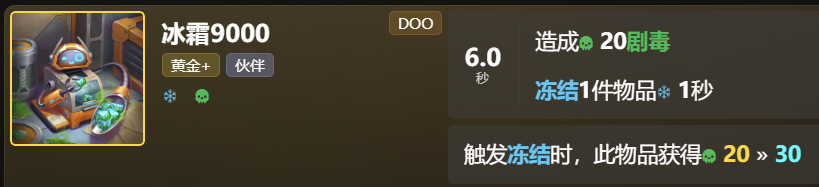 冰霜9000
DOO
黄金+ 伙伴
6.0
秒
造成 20剧毒
冻结1件物品 1秒
触发冻结时，此物品获得 20 » 30